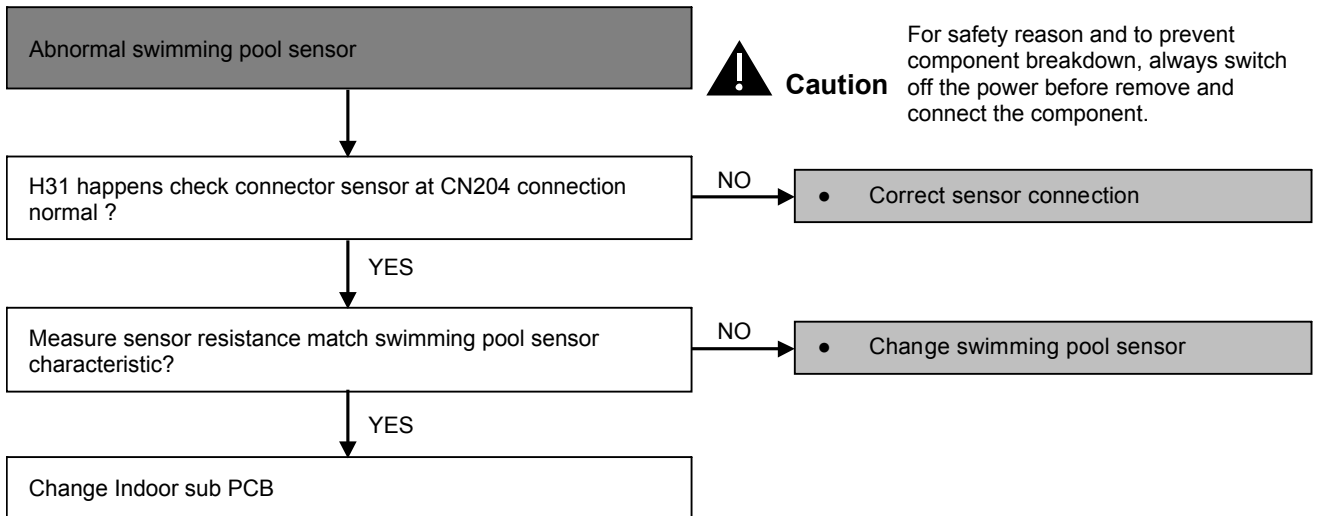 Abnormal swimming pool sensor
Caution
For safety reason and to prevent
component breakdown, always switch
off the power before remove and
connect the component.
H31 happens check connector sensor at CN204 connection
normal ?
NO
● Correct sensor connection
YES
Measure sensor resistance match swimming pool sensor
characteristic?
NO
● Change swimming pool sensor
YES
Change Indoor sub PCB